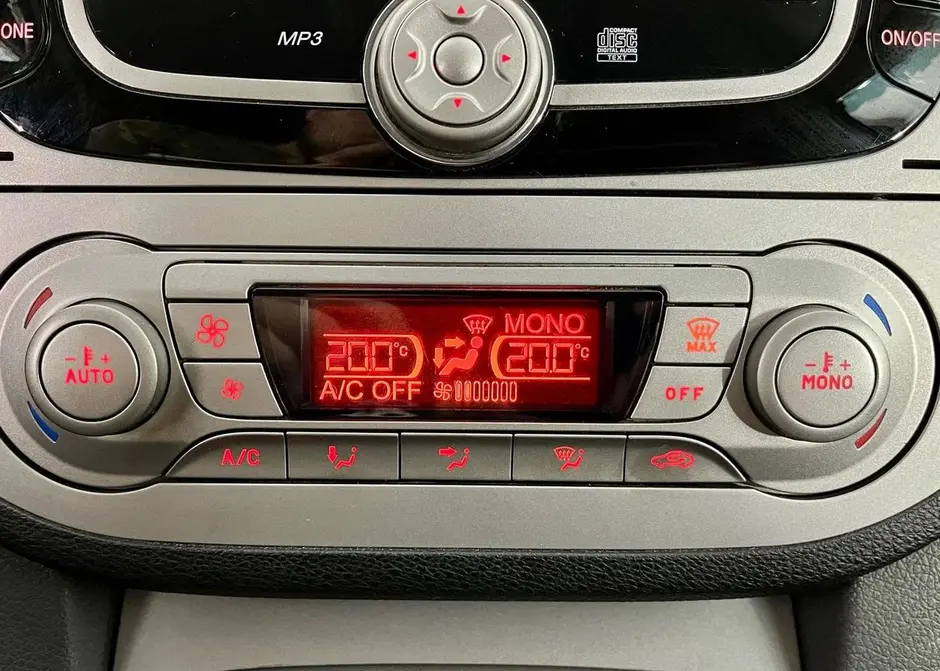 ONE
MP3
COMPACT
disc
DIGITAL AUDIO
TEXT
ON/OFF
MONO
20.0°C
20.0°C
A/C OFF
MAX
- +
AUTO
OFF
- +
MONO
A/C